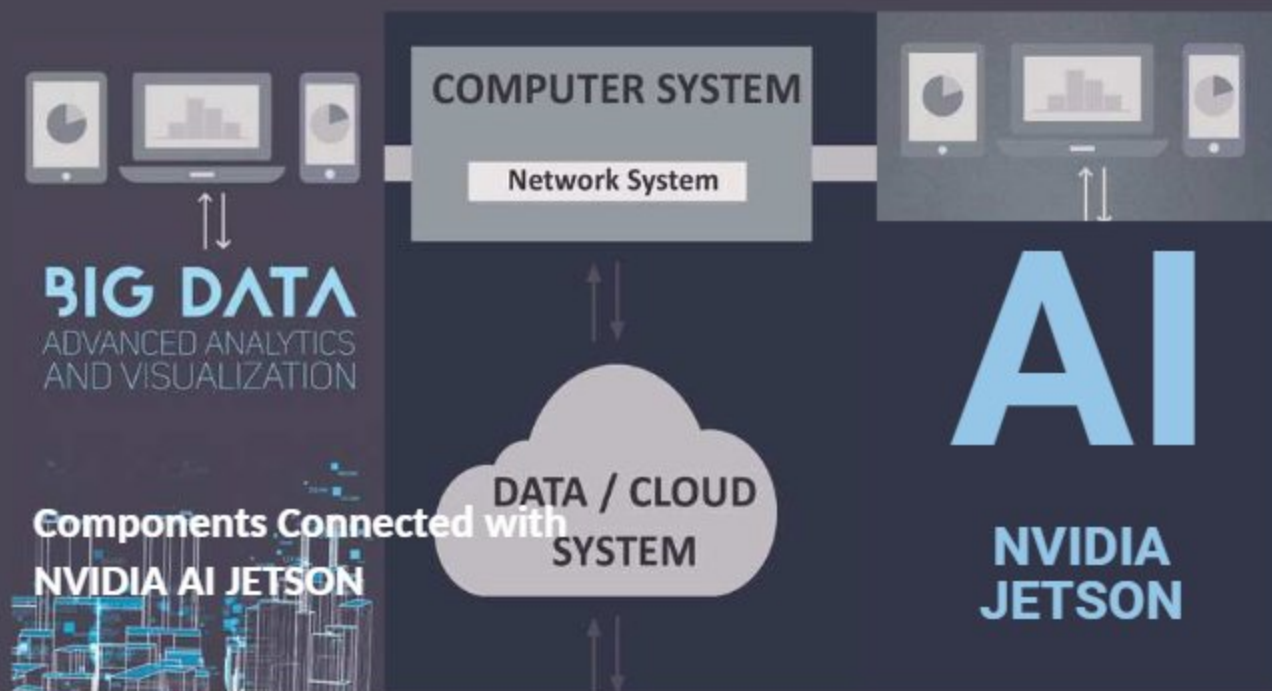 COMPUTER SYSTEM
Network System
BIG DATA
ADVANCED ANALYTICS
AND VISUALIZATION
DATA / CLOUD
SYSTEM
Components Connected with
NVIDIA AI JETSON
AI
NVIDIA
JETSON